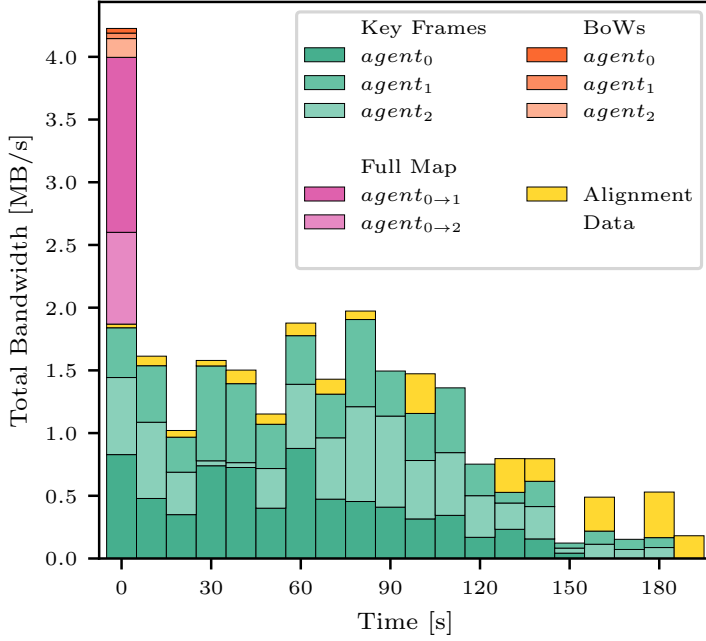 Key Frames
agent0
agent1
agent2
BoWs
agent0
agent1
agent2
Full Map
agent0→1
agent0→2
Alignment
Data
Total Bandwidth [MB/s]
4.0
3.5
3.0
2.5
2.0
1.5
1.0
0.5
0.0
0 30 60 90 120 150 180
Time [s]